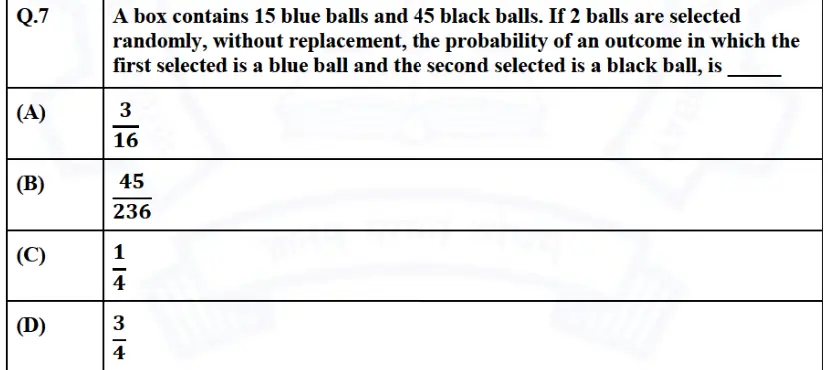 Q.7
A box contains 15 blue balls and 45 black balls. If 2 balls are selected
randomly, without replacement, the probability of an outcome in which the
first selected is a blue ball and the second selected is a black ball, is _____
(A)
3
16
(B)
45
236
(C)
1
4
(D)
3
4